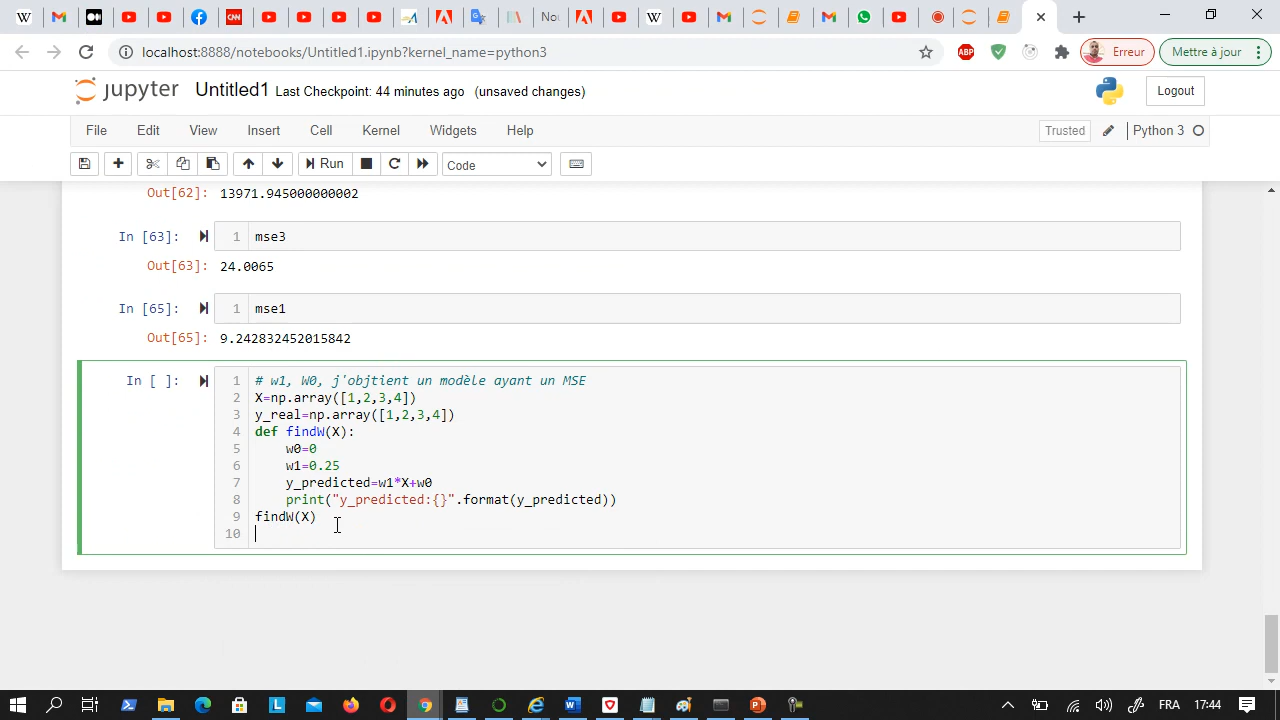 CNN
No
localhost:8888/notebooks/Untitled1.ipynb?kernel_name=python3
ABP
Erreur
Mettre à jour
jupyter Untitled1 Last Checkpoint: 44 minutes ago (unsaved changes)
Logout
File Edit View Insert Cell Kernel Widgets Help
Trusted
Python 3
Run
Code
Out[62]: 13971.945000000002
In [63]: 1 mse3
Out[63]: 24.0065
In [65]: 1 mse1
Out[65]: 9.242832452015842
In [ ]: 1 # w1, W0, j'objtient un modèle ayant un MSE
2 X=np.array([1,2,3,4])
3 y_real=np.array([1,2,3,4])
4 def findW(X):
5 w0=0
6 w1=0.25
7 y_predicted=w1*X+w0
8 print("y_predicted:{}".format(y_predicted))
9 findW(X)
10
FR
17:44